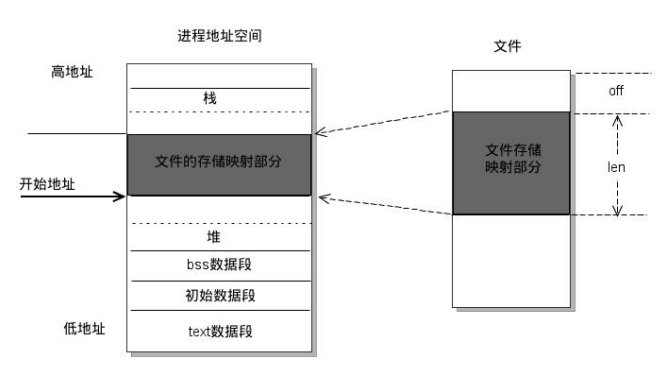 进程地址空间
文件
高地址
栈
off
文件的存储映射部分
文件存储
映射部分
len
开始地址
堆
bss数据段
初始数据段
低地址
text数据段